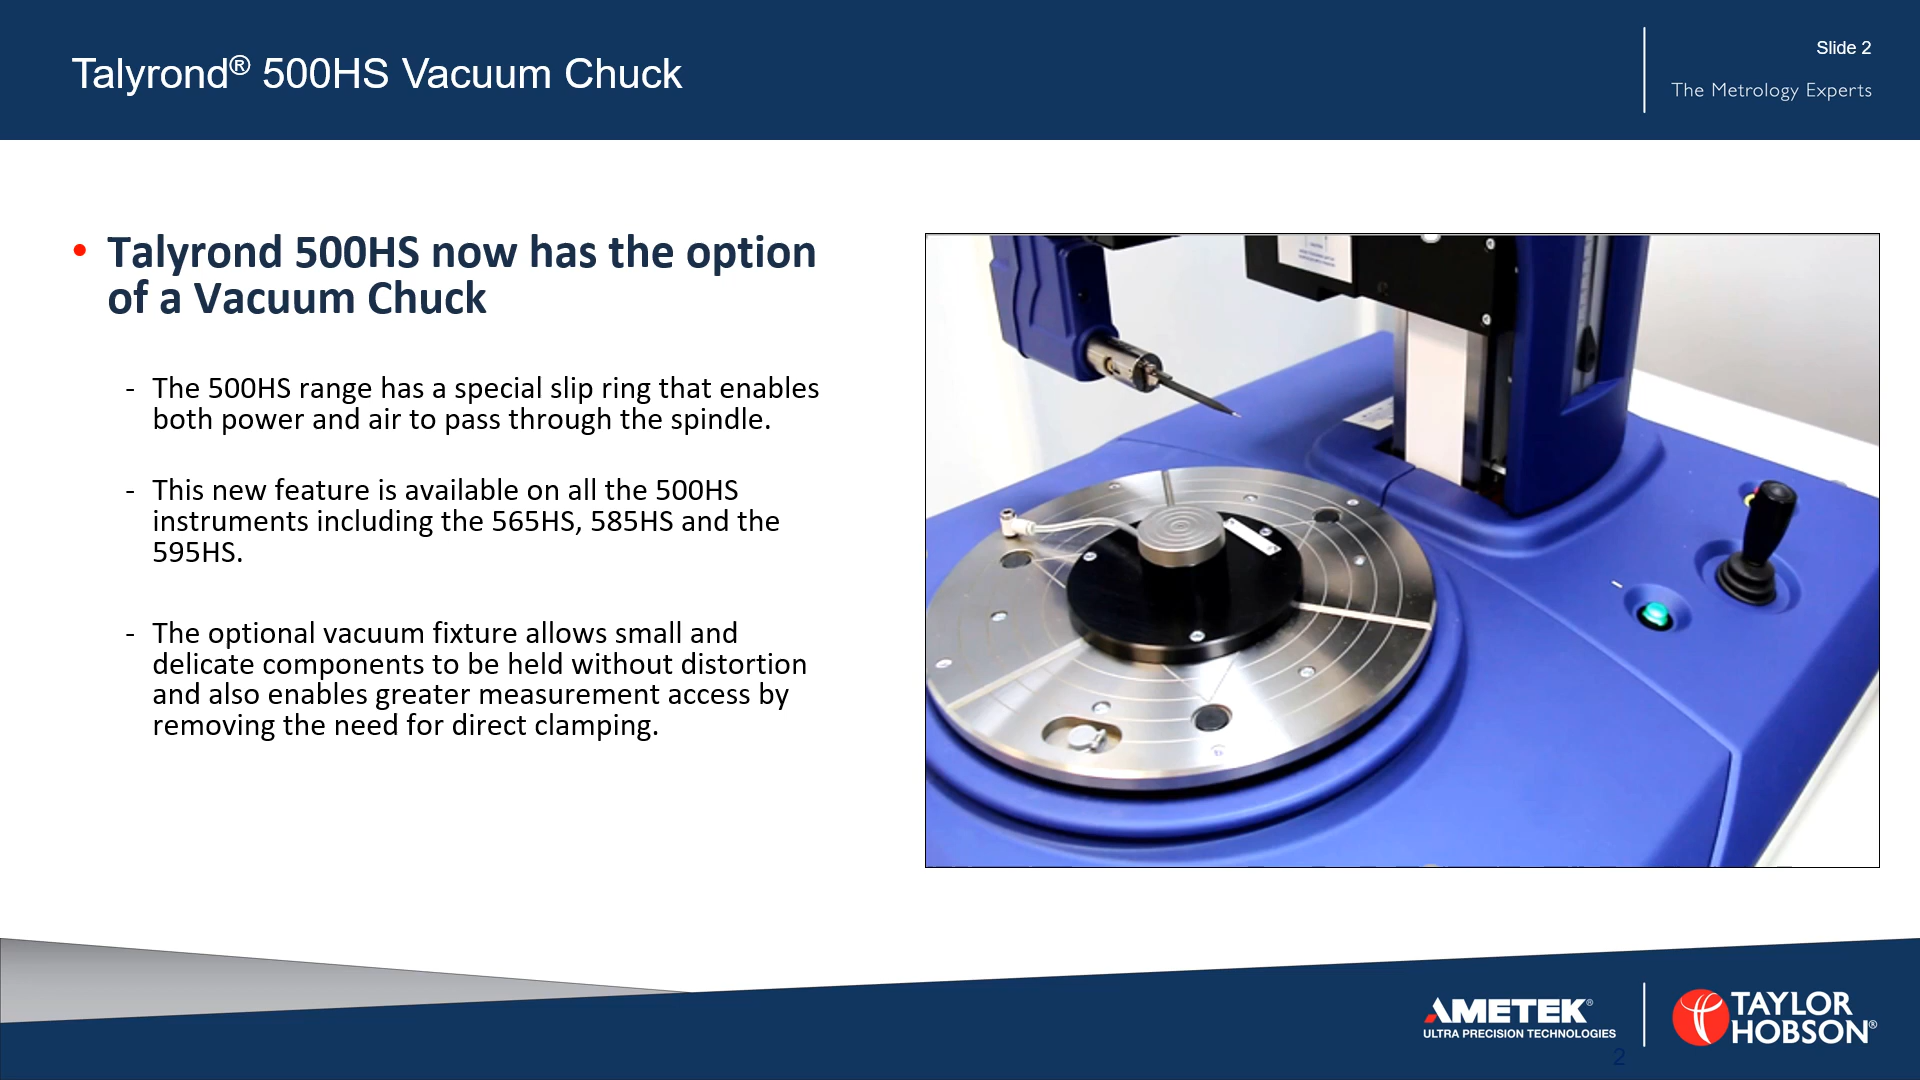 Talyrond® 500HS Vacuum Chuck
Slide 2
The Metrology Experts
• Talyrond 500HS now has the option
of a Vacuum Chuck
- The 500HS range has a special slip ring that enables
both power and air to pass through the spindle.
- This new feature is available on all the 500HS
instruments including the 565HS, 585HS and the
595HS.
- The optional vacuum fixture allows small and
delicate components to be held without distortion
and also enables greater measurement access by
removing the need for direct clamping.
AMETEK®
ULTRA PRECISION TECHNOLOGIES
TAYLOR
HOBSON®
2